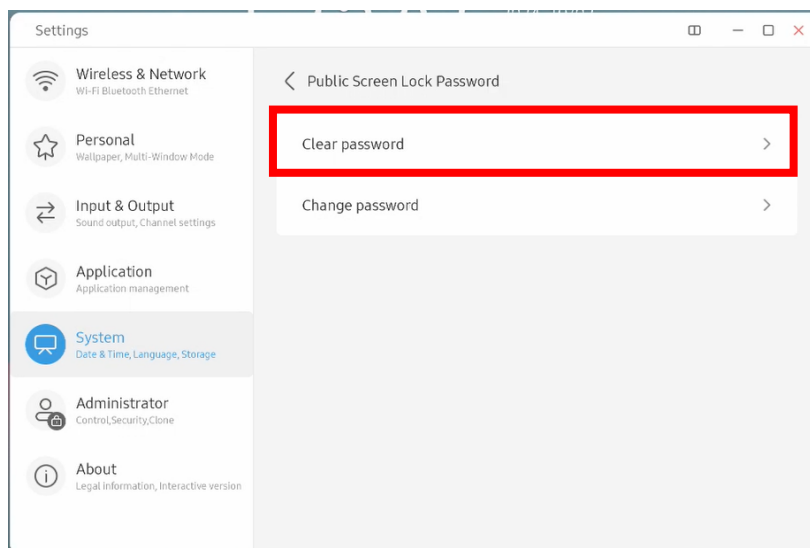 Settings
Wireless & Network
Wi-Fi Bluetooth Ethernet
Personal
Wallpaper, Multi-Window Mode
Input & Output
Sound output, Channel settings
Application
Application management
System
Date & Time, Language, Storage
Administrator
Control,Security,Clone
About
Legal information, Interactive version
Public Screen Lock Password
Clear password
Change password